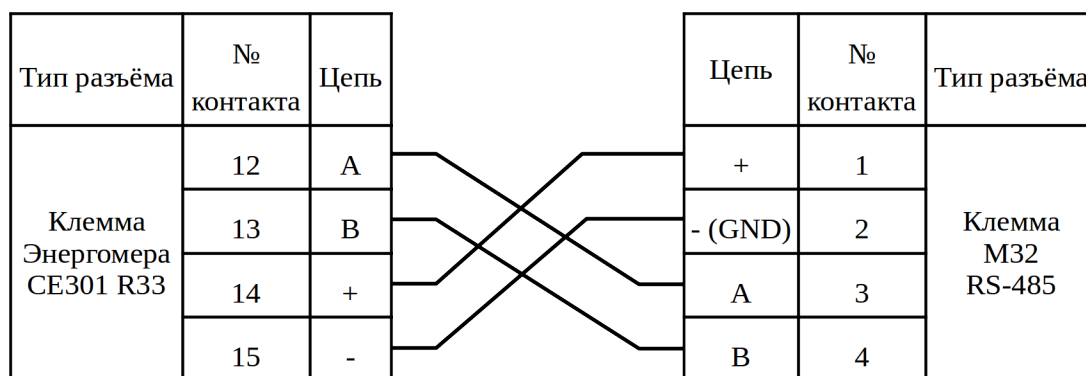 Тип разъёма
№
контакта
Цепь
Клемма
Энергомера
CE301 R33
12
A
13
B
14
+
15
-
Цепь
№
контакта
Тип разъёма
+
1
- (GND)
2
A
3
B
4
Клемма
M32
RS-485